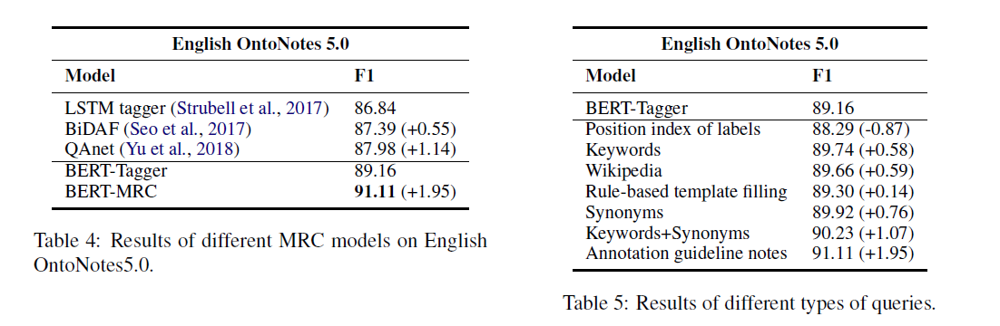 English OntoNotes 5.0
Model F1
LSTM tagger (Strubell et al., 2017) 86.84
BiDAF (Seo et al., 2017) 87.39 (+0.55)
QAnet (Yu et al., 2018) 87.98 (+1.14)
BERT-Tagger 89.16
BERT-MRC 91.11 (+1.95)
Table 4: Results of different MRC models on English
OntoNotes5.0.
English OntoNotes 5.0
Model F1
BERT-Tagger 89.16
Position index of labels 88.29 (-0.87)
Keywords 89.74 (+0.58)
Wikipedia 89.66 (+0.59)
Rule-based template filling 89.30 (+0.14)
Synonyms 89.92 (+0.76)
Keywords+Synonyms 90.23 (+1.07)
Annotation guideline notes 91.11 (+1.95)
Table 5: Results of different types of queries.